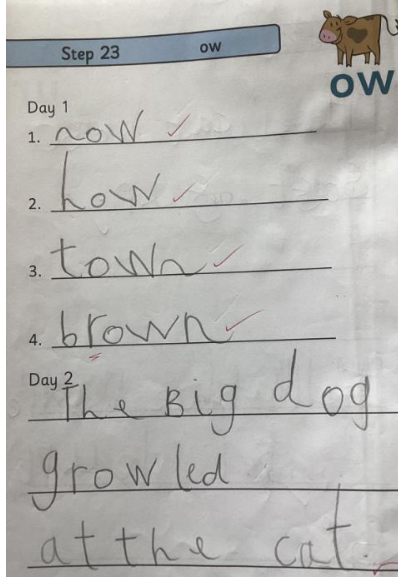 Step 23 ow
ow
Day 1
1. now
2. how
3. town
4. brown
Day 2
The Big dog
growled
at the cat.